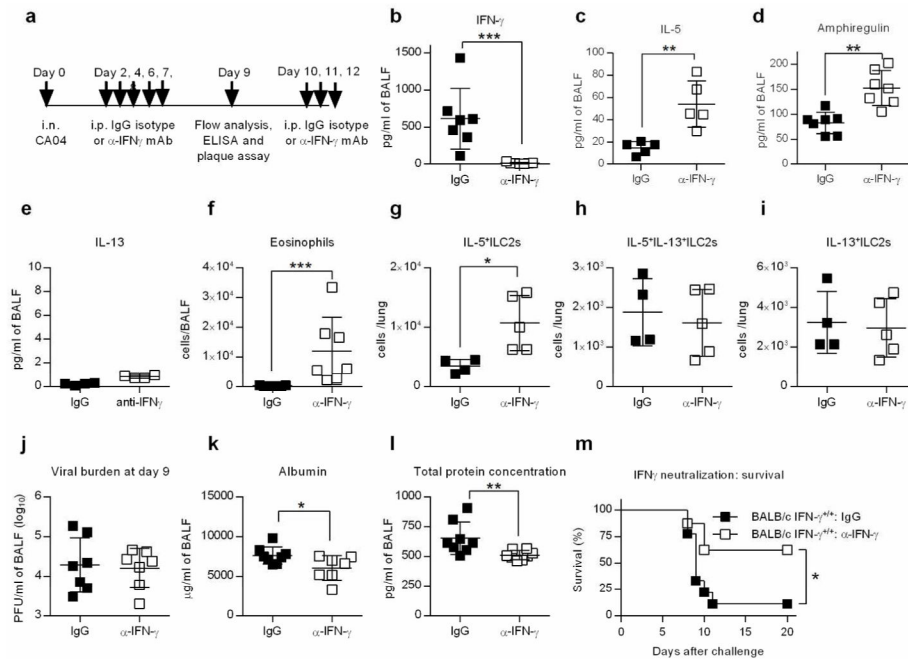 a
Day 0
Day 2, 4, 6, 7,
Day 9
Day 10, 11, 12
i.n.
CA04
i.p. IgG isotype
or α-IFNγ mAb
Flow analysis,
ELISA and
plaque assay
i.p. IgG isotype
or α-IFN-γ mAb
b
IFN-γ
***
pg/ml of BALF
1500
1000
500
0
IgG
α-IFN-γ
c
IL-5
**
pg/ml of BALF
100
80
60
40
20
0
IgG
α-IFN-γ
d
Amphiregulin
**
pg/ml of BALF
250
200
150
100
50
0
IgG
α-IFN-γ
e
IL-13
pg/ml of BALF
10
8
6
4
2
0
IgG
anti-IFNγ
f
Eosinophils
***
cells/BALF
4×10⁴
3×10⁴
2×10⁴
1×10⁴
0
IgG
α-IFN-γ
g
IL-5⁺ILC2s
*
cells /lung
2×10⁴
1×10⁴
0
IgG
α-IFN-γ
h
IL-5⁺IL-13⁺ILC2s
cells /lung
3×10³
2×10³
1×10³
0
IgG
α-IFN-γ
i
IL-13⁺ILC2s
cells /lung
6×10³
4×10³
2×10³
0
IgG
α-IFN-γ
j
Viral burden at day 9
PFU/ml of BALF (log₁₀)
6
5
4
3
IgG
α-IFN-γ
k
Albumin
*
μg/ml of BALF
15000
10000
5000
0
IgG
α-IFN-γ
l
Total protein concentration
**
pg/ml of BALF
1000
750
500
250
0
IgG
α-IFN-γ
m
IFNγ neutralization: survival
Survival (%)
100
80
60
40
20
0
0
10
20
Days after challenge
BALB/c IFN-γ⁺/⁺: IgG
BALB/c IFN-γ⁺/⁺: α-IFN-γ
*